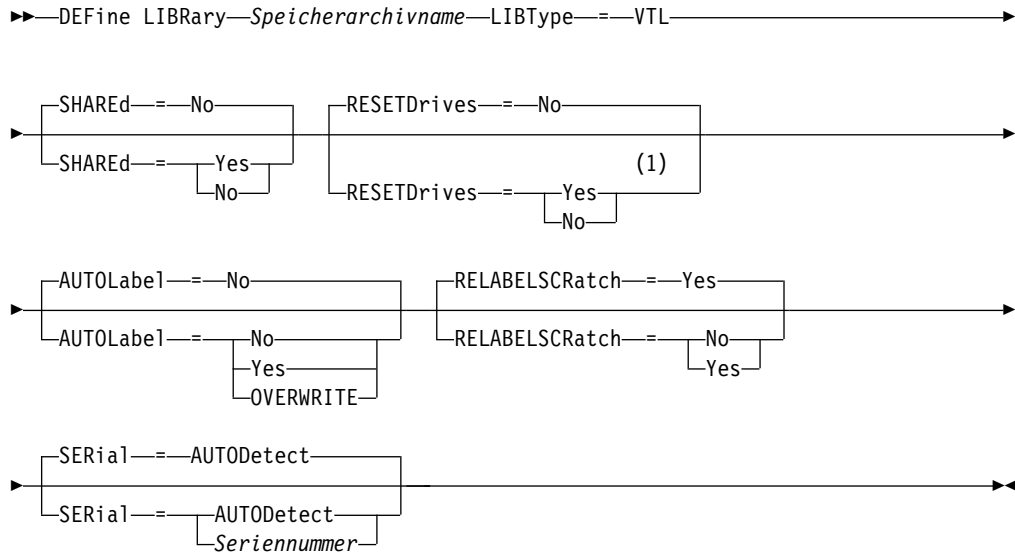 DEFine LIBRary Speicherarchivname LIBType = VTL
SHAREd = No RESETDrives = No
(1)
SHAREd = Yes RESETDrives = Yes
No No
AUTOLabel = No RELABELSCRatch = Yes
AUTOLabel = No RELABELSCRatch = No
Yes Yes
OVERWRITE
SERial = AUTODetect
SERial = AUTODetect
Seriennummer